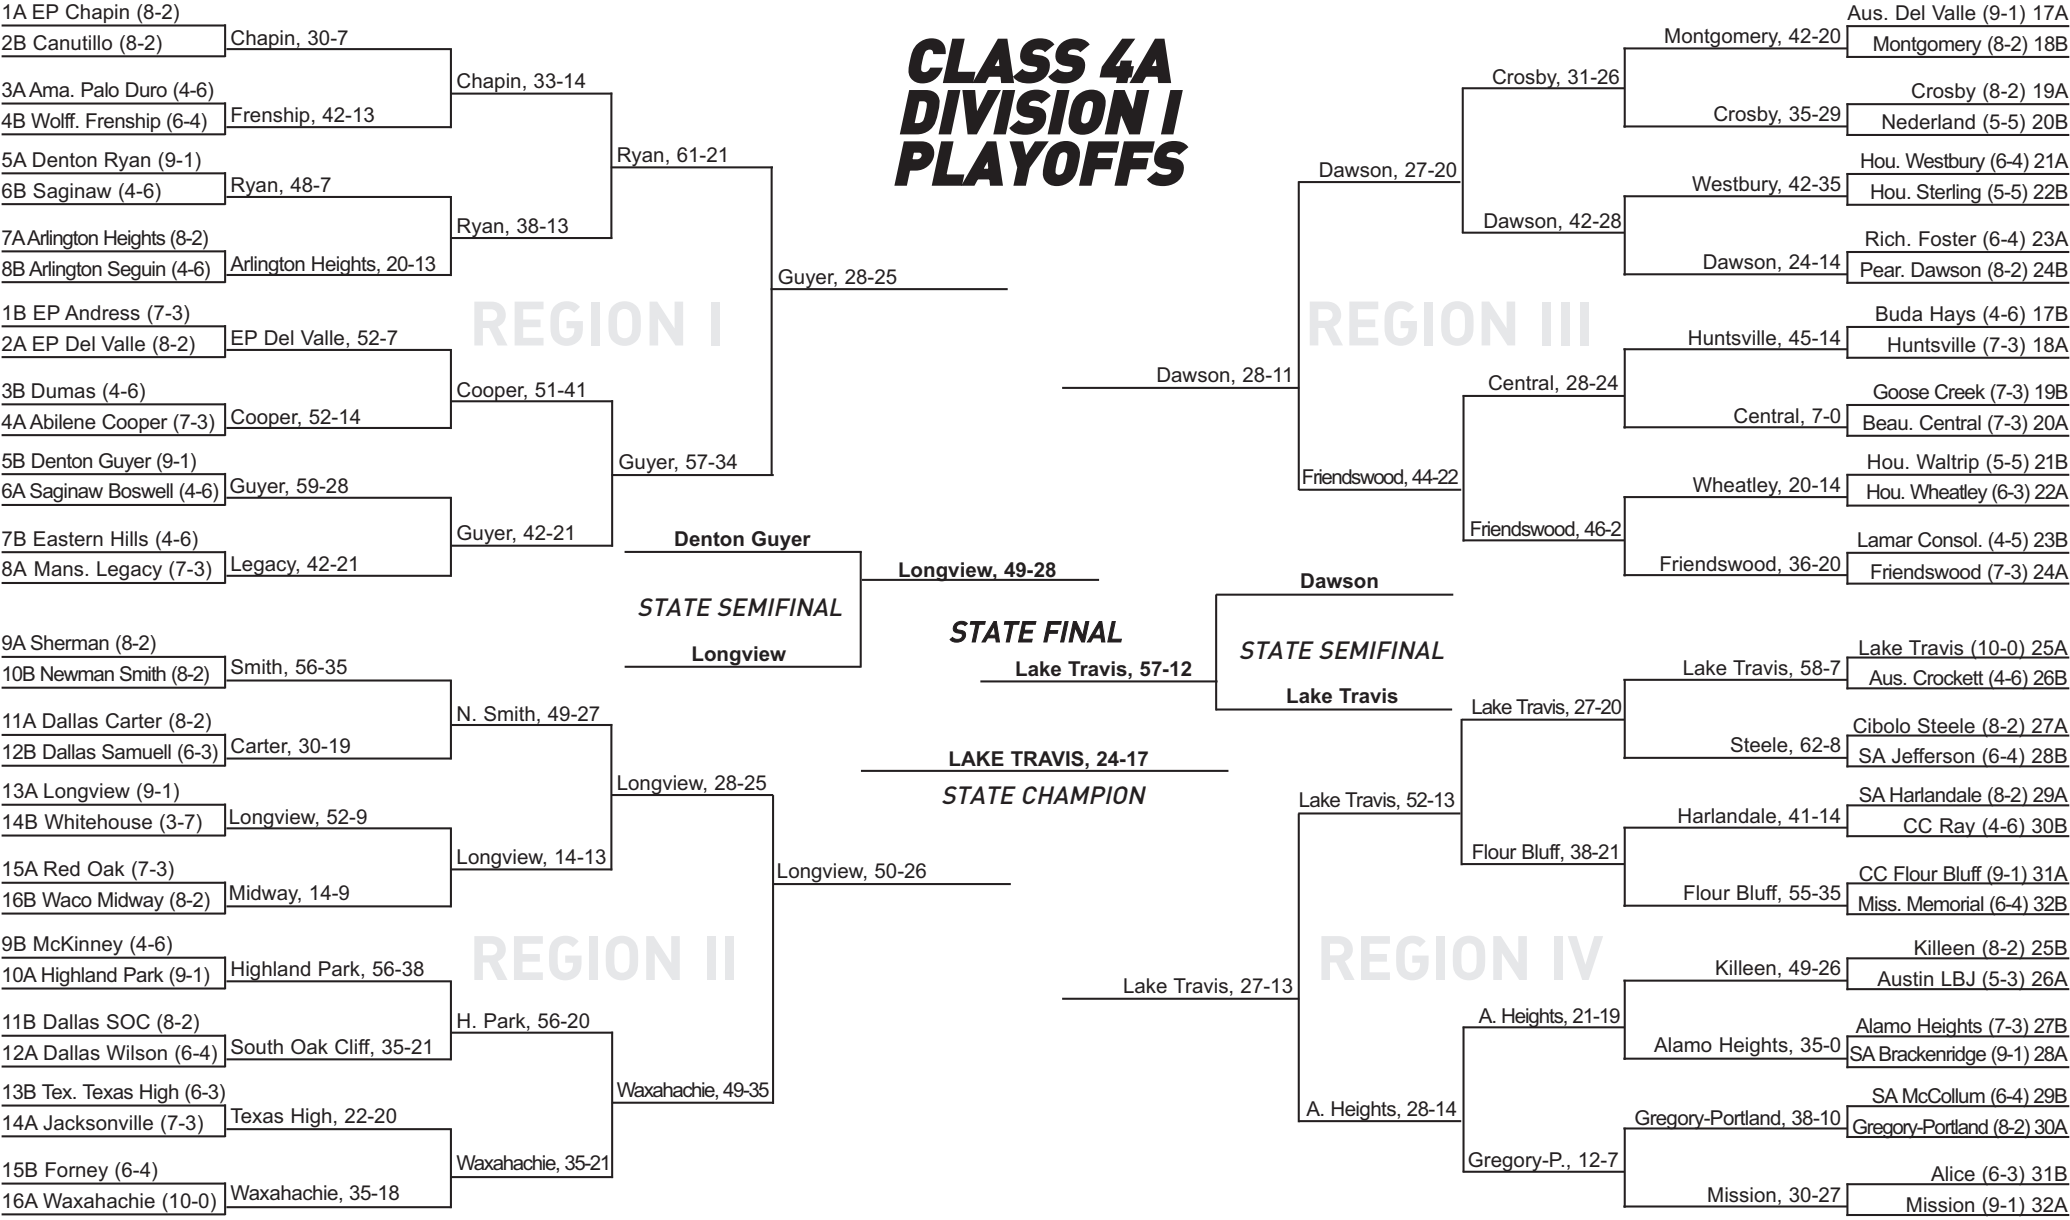 CLASS 4A
DIVISION I
PLAYOFFS
1A EP Chapin (8-2)
2B Canutillo (8-2)
3A Ama. Palo Duro (4-6)
4B Wolff. Frenship (6-4)
5A Denton Ryan (9-1)
6B Saginaw (4-6)
7A Arlington Heights (8-2)
8B Arlington Seguin (4-6)
1B EP Andress (7-3)
2A EP Del Valle (8-2)
3B Dumas (4-6)
4A Abilene Cooper (7-3)
5B Denton Guyer (9-1)
6A Saginaw Boswell (4-6)
7B Eastern Hills (4-6)
8A Mans. Legacy (7-3)
Chapin, 30-7
Frenship, 42-13
Ryan, 48-7
Arlington Heights, 20-13
EP Del Valle, 52-7
Cooper, 52-14
Guyer, 59-28
Legacy, 42-21
Chapin, 33-14
Ryan, 38-13
Cooper, 51-41
Guyer, 42-21
Ryan, 61-21
Guyer, 57-34
Guyer, 28-25
REGION I
9A Sherman (8-2)
10B Newman Smith (8-2)
11A Dallas Carter (8-2)
12B Dallas Samuell (6-3)
13A Longview (9-1)
14B Whitehouse (3-7)
15A Red Oak (7-3)
16B Waco Midway (8-2)
9B McKinney (4-6)
10A Highland Park (9-1)
11B Dallas SOC (8-2)
12A Dallas Wilson (6-4)
13B Tex. Texas High (6-3)
14A Jacksonville (7-3)
15B Forney (6-4)
16A Waxahachie (10-0)
Smith, 56-35
Carter, 30-19
Longview, 52-9
Midway, 14-9
Highland Park, 56-38
South Oak Cliff, 35-21
Texas High, 22-20
Waxahachie, 35-18
N. Smith, 49-27
Longview, 14-13
H. Park, 56-20
Waxahachie, 35-21
Longview, 28-25
Waxahachie, 49-35
Longview, 50-26
REGION II
Denton Guyer
STATE SEMIFINAL
Longview
Longview, 49-28
STATE FINAL
Lake Travis, 57-12
Dawson
STATE SEMIFINAL
Lake Travis
LAKE TRAVIS, 24-17
STATE CHAMPION
Aus. Del Valle (9-1) 17A
Montgomery (8-2) 18B
Crosby (8-2) 19A
Nederland (5-5) 20B
Hou. Westbury (6-4) 21A
Hou. Sterling (5-5) 22B
Rich. Foster (6-4) 23A
Pear. Dawson (8-2) 24B
Buda Hays (4-6) 17B
Huntsville (7-3) 18A
Goose Creek (7-3) 19B
Beau. Central (7-3) 20A
Hou. Waltrip (5-5) 21B
Hou. Wheatley (6-3) 22A
Lamar Consol. (4-5) 23B
Friendswood (7-3) 24A
Montgomery, 42-20
Crosby, 35-29
Westbury, 42-35
Dawson, 24-14
Huntsville, 45-14
Central, 7-0
Wheatley, 20-14
Friendswood, 36-20
Crosby, 31-26
Dawson, 42-28
Central, 28-24
Friendswood, 46-2
Dawson, 27-20
Friendswood, 44-22
Dawson, 28-11
REGION III
Lake Travis (10-0) 25A
Aus. Crockett (4-6) 26B
Cibolo Steele (8-2) 27A
SA Jefferson (6-4) 28B
SA Harlandale (8-2) 29A
CC Ray (4-6) 30B
CC Flour Bluff (9-1) 31A
Miss. Memorial (6-4) 32B
Killeen (8-2) 25B
Austin LBJ (5-3) 26A
Alamo Heights (7-3) 27B
SA Brackenridge (9-1) 28A
SA McCollum (6-4) 29B
Gregory-Portland (8-2) 30A
Alice (6-3) 31B
Mission (9-1) 32A
Lake Travis, 58-7
Steele, 62-8
Harlandale, 41-14
Flour Bluff, 55-35
Killeen, 49-26
Alamo Heights, 35-0
Gregory-Portland, 38-10
Mission, 30-27
Lake Travis, 27-20
Flour Bluff, 38-21
A. Heights, 21-19
Gregory-P., 12-7
Lake Travis, 52-13
A. Heights, 28-14
Lake Travis, 27-13
REGION IV